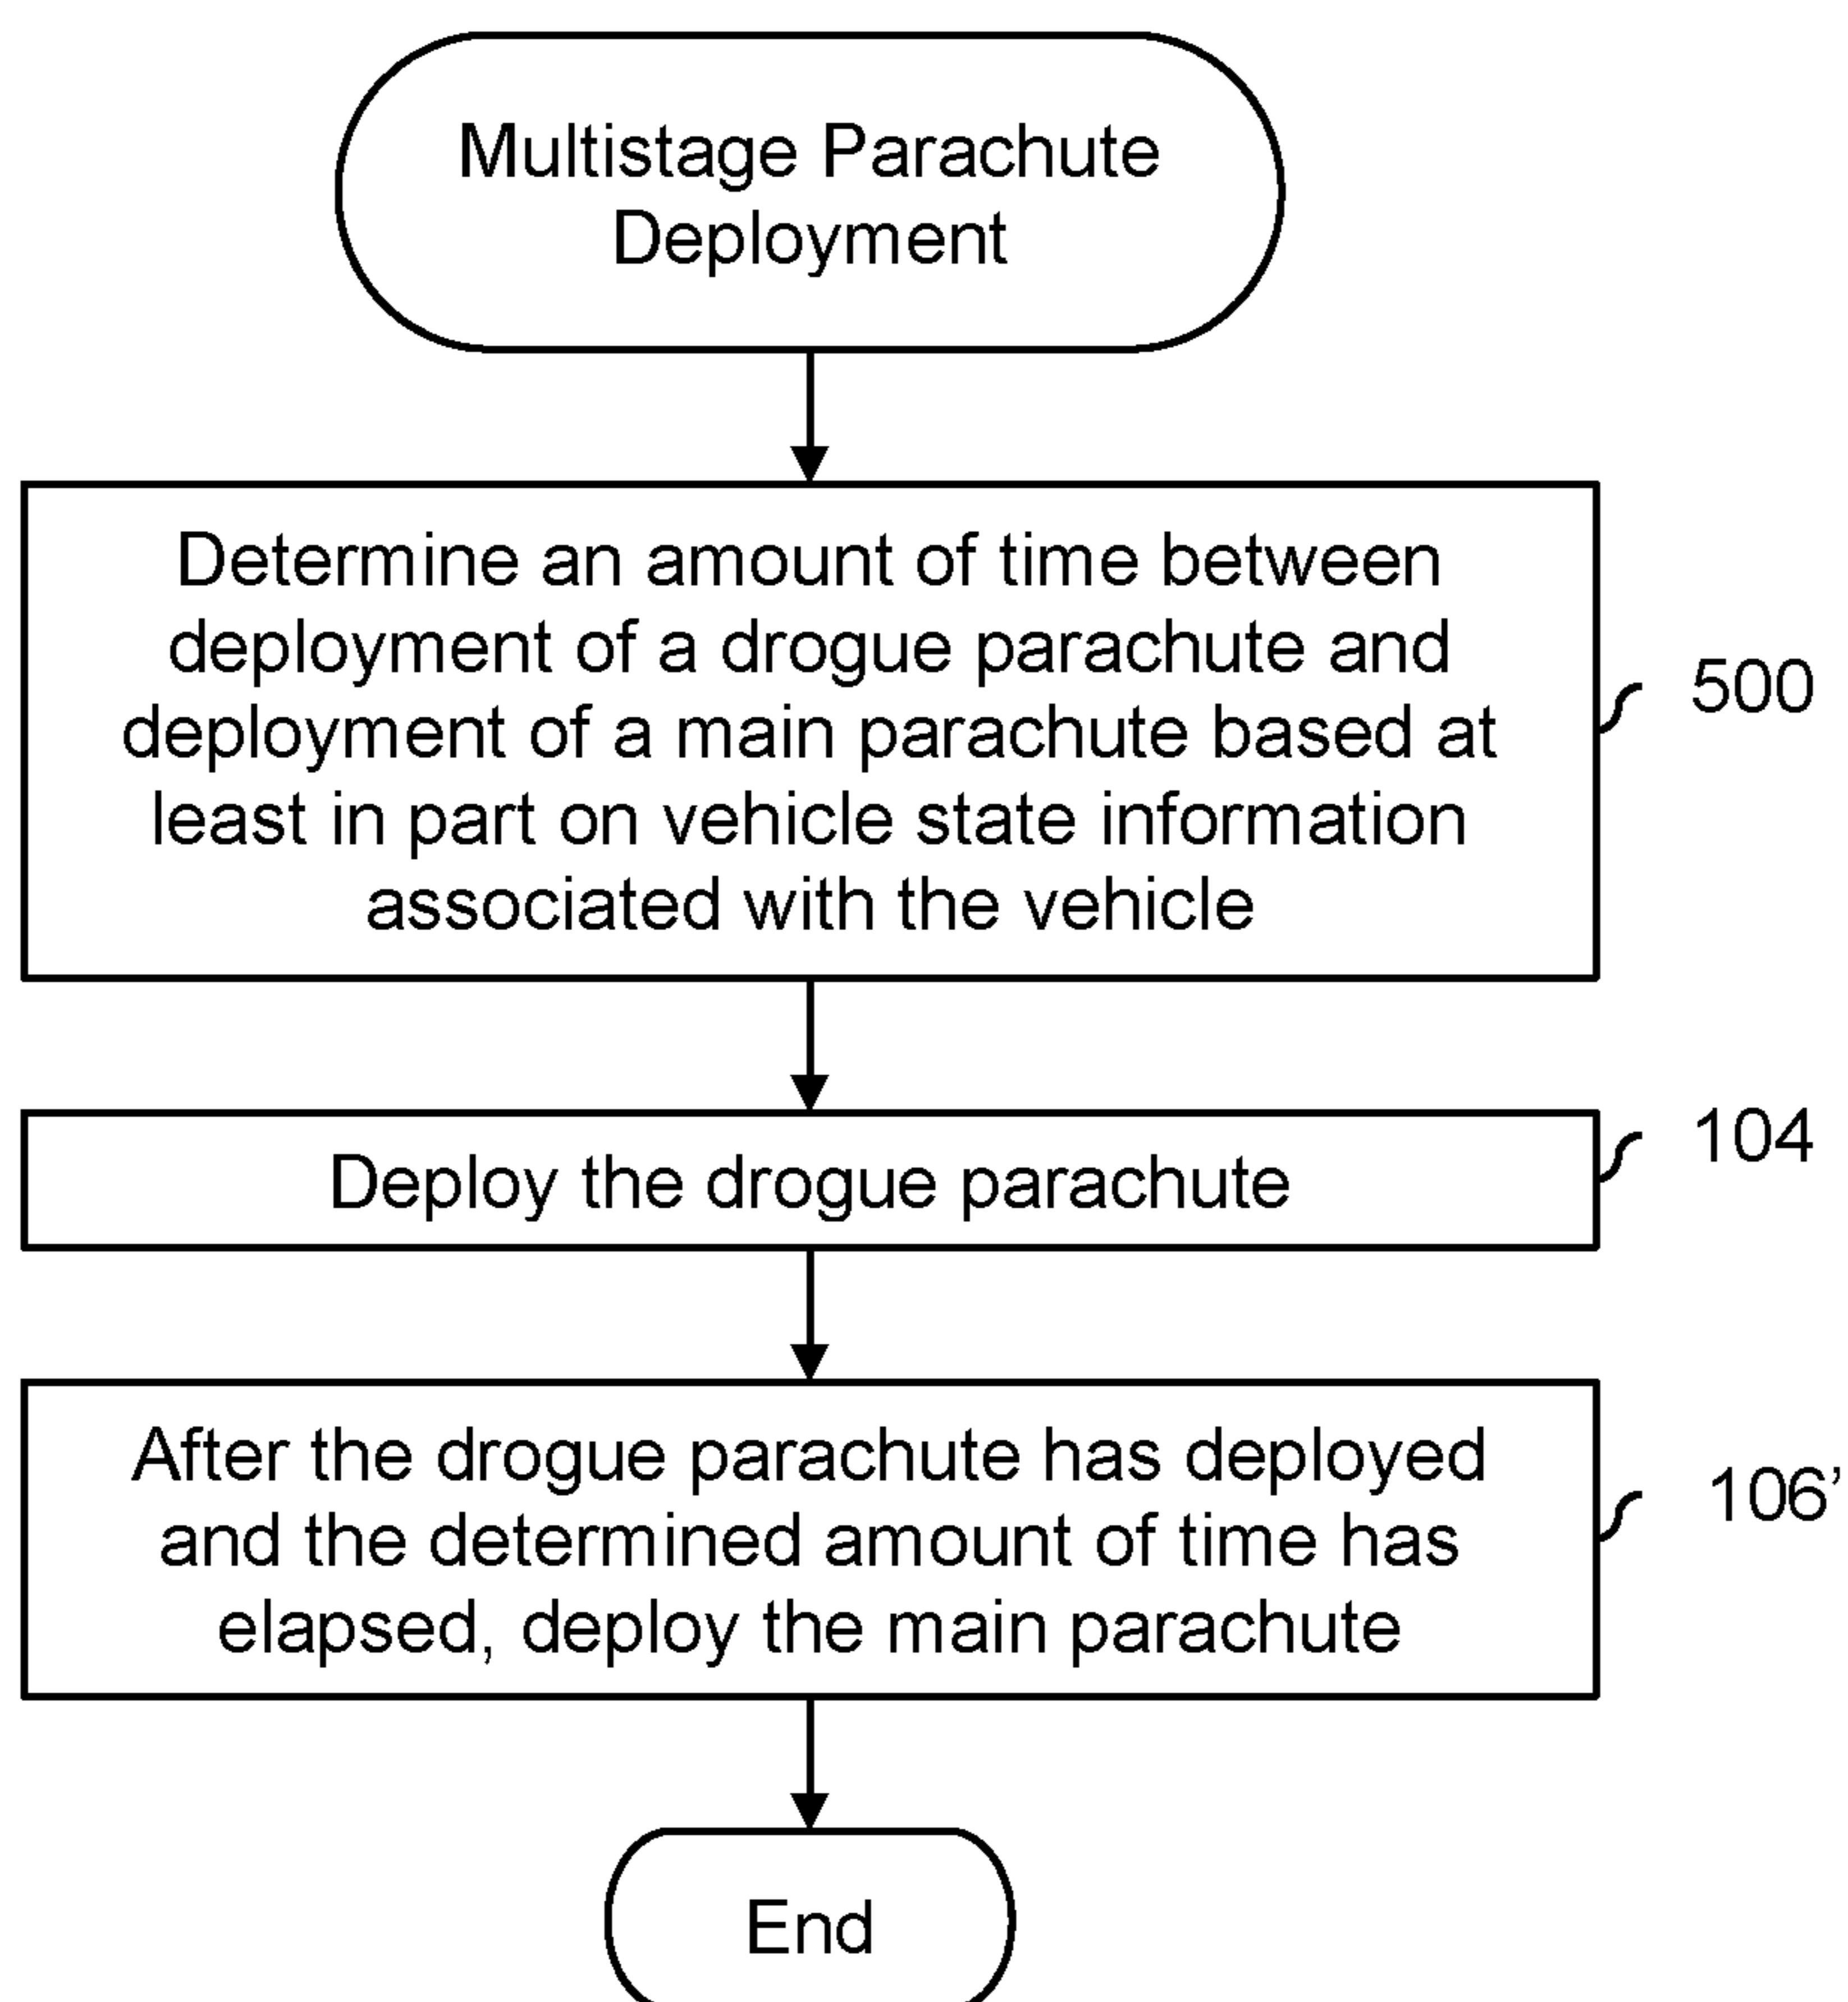 Multistage Parachute
Deployment
Determine an amount of time between
deployment of a drogue parachute and
deployment of a main parachute based at
least in part on vehicle state information
associated with the vehicle
500
Deploy the drogue parachute
104
After the drogue parachute has deployed
and the determined amount of time has
elapsed, deploy the main parachute
106’
End